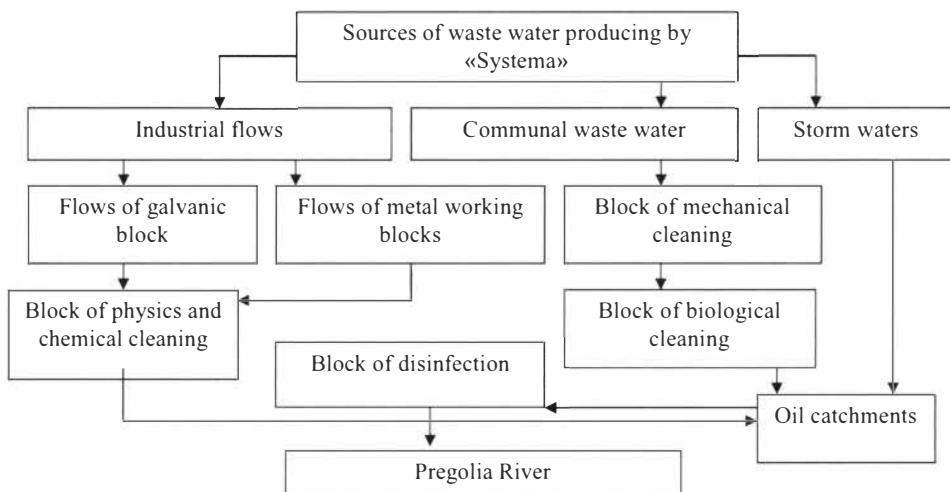 Sources of waste water producing by
«Systema»
Industrial flows
Communal waste water
Storm waters
Flows of galvanic
block
Flows of metal working
blocks
Block of mechanical
cleaning
Block of physics and
chemical cleaning
Block of biological
cleaning
Block of disinfection
Oil catchments
Pregolia River